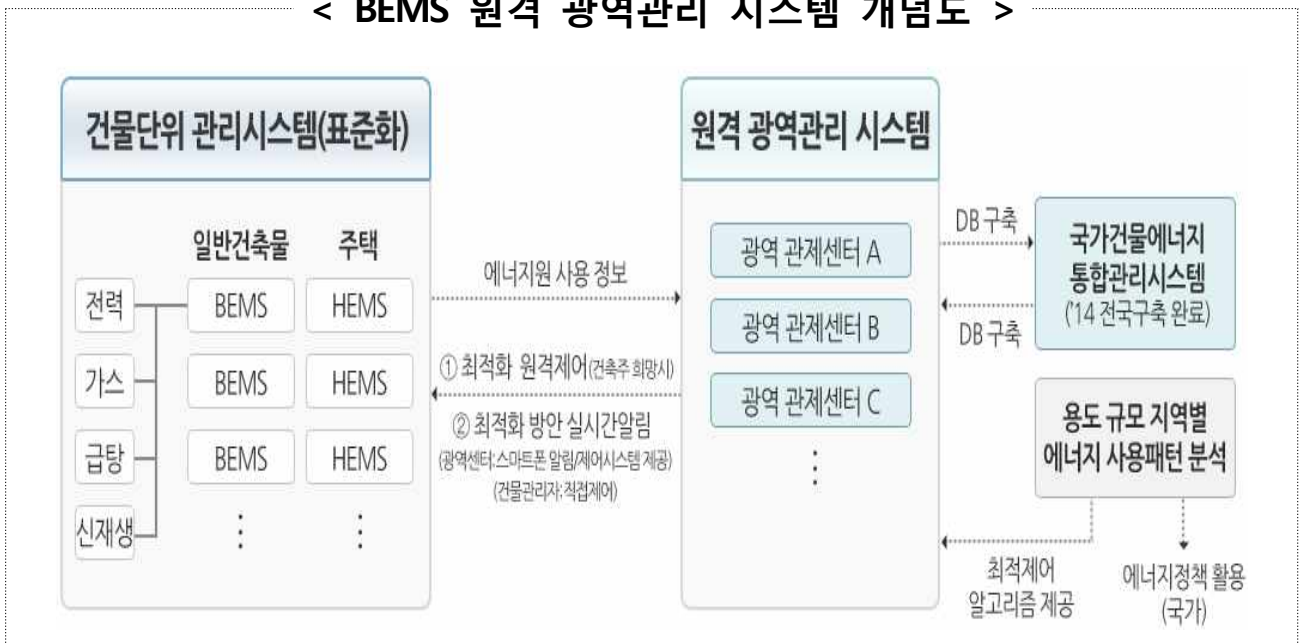 < BEMS 원격 광역관리 시스템 개념도 >
건물단위 관리시스템(표준화)
일반건축물 주택
전력 BEMS HEMS
가스 BEMS HEMS
급탕 BEMS HEMS
신재생
에너지원 사용 정보
① 최적화 원격제어(건축주 희망시)
② 최적화 방안 실시간알림
(광역센터:스마트폰 알림/제어시스템 제공)
(건물관리자:직접제어)
원격 광역관리 시스템
광역 관제센터 A
광역 관제센터 B
광역 관제센터 C
DB 구축
DB 구축
국가건물에너지
통합관리시스템
('14 전국구축 완료)
용도 규모 지역별
에너지 사용패턴 분석
최적제어
알고리즘 제공
에너지정책 활용
(국가)